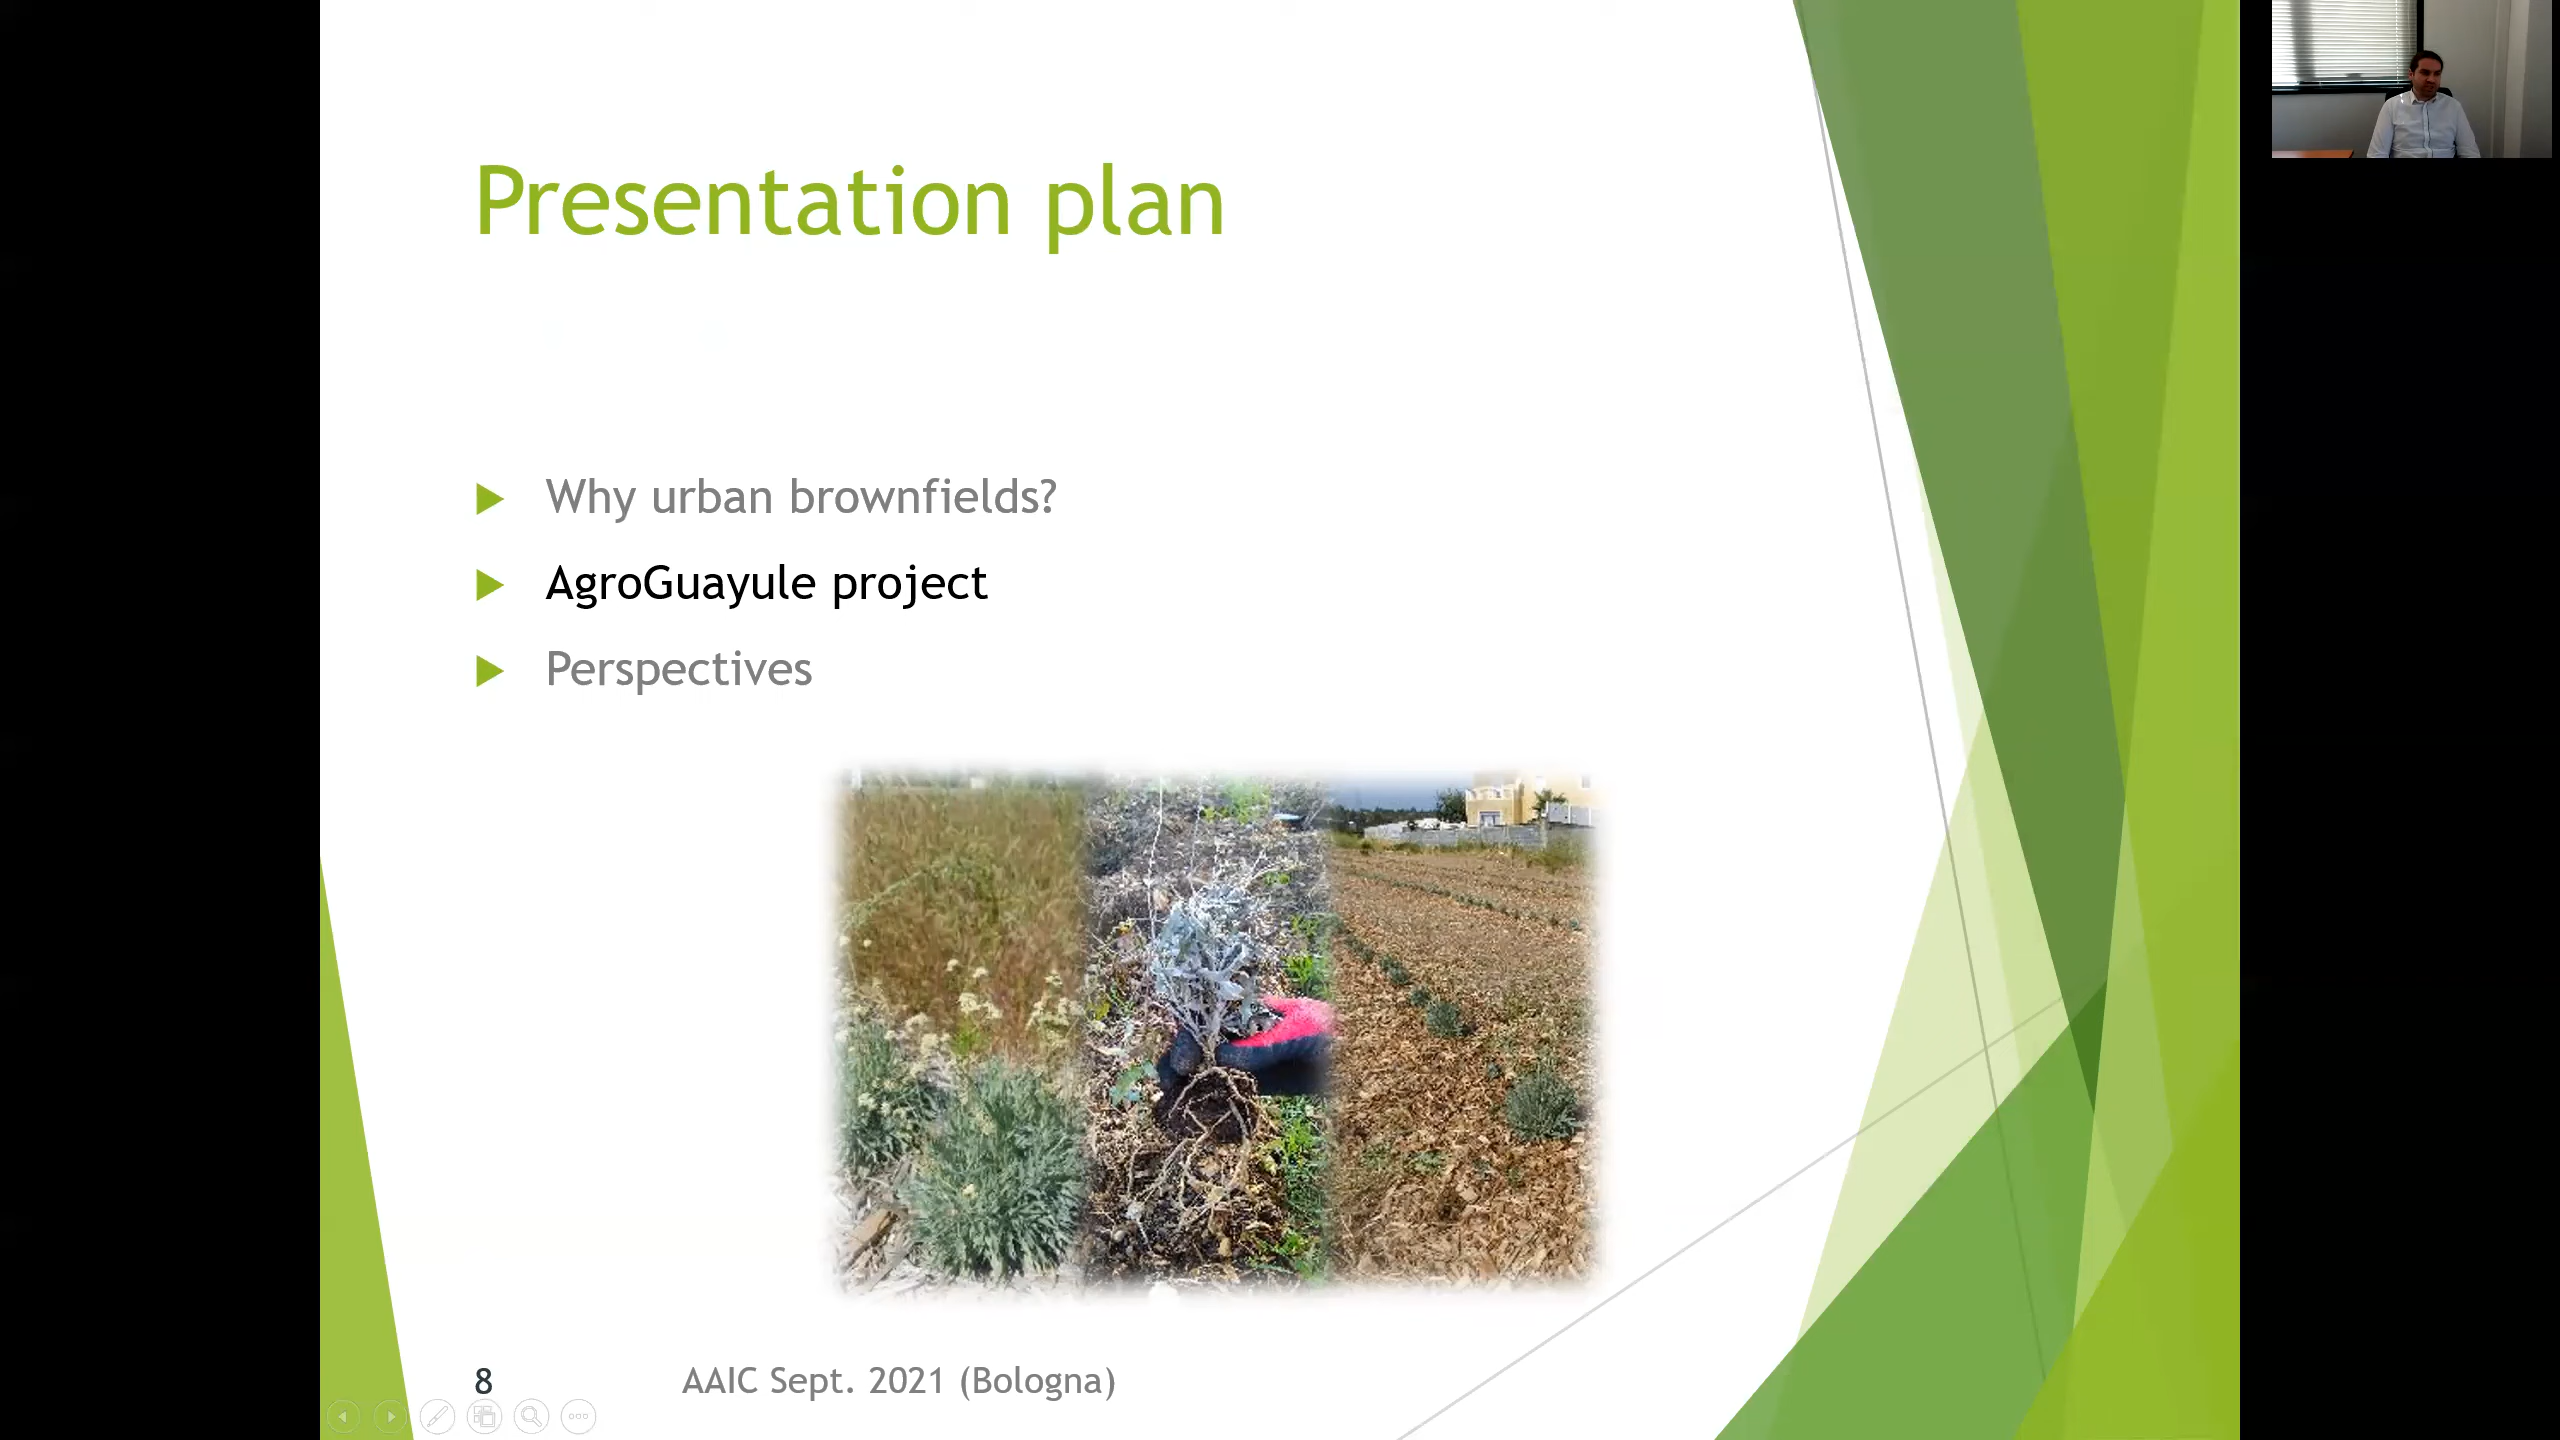 Presentation plan
Why urban brownfields?
AgroGuayule project
Perspectives
8
AAIC Sept. 2021 (Bologna)